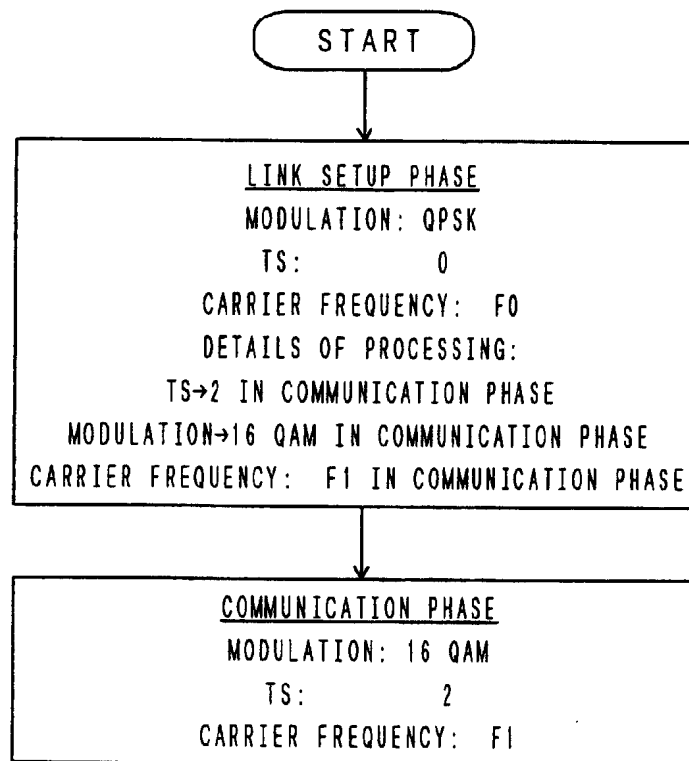 START
LINK SETUP PHASE
MODULATION: QPSK
TS: 0
CARRIER FREQUENCY: F0
DETAILS OF PROCESSING:
TS→2 IN COMMUNICATION PHASE
MODULATION→16 QAM IN COMMUNICATION PHASE
CARRIER FREQUENCY: F1 IN COMMUNICATION PHASE
COMMUNICATION PHASE
MODULATION: 16 QAM
TS: 2
CARRIER FREQUENCY: F1